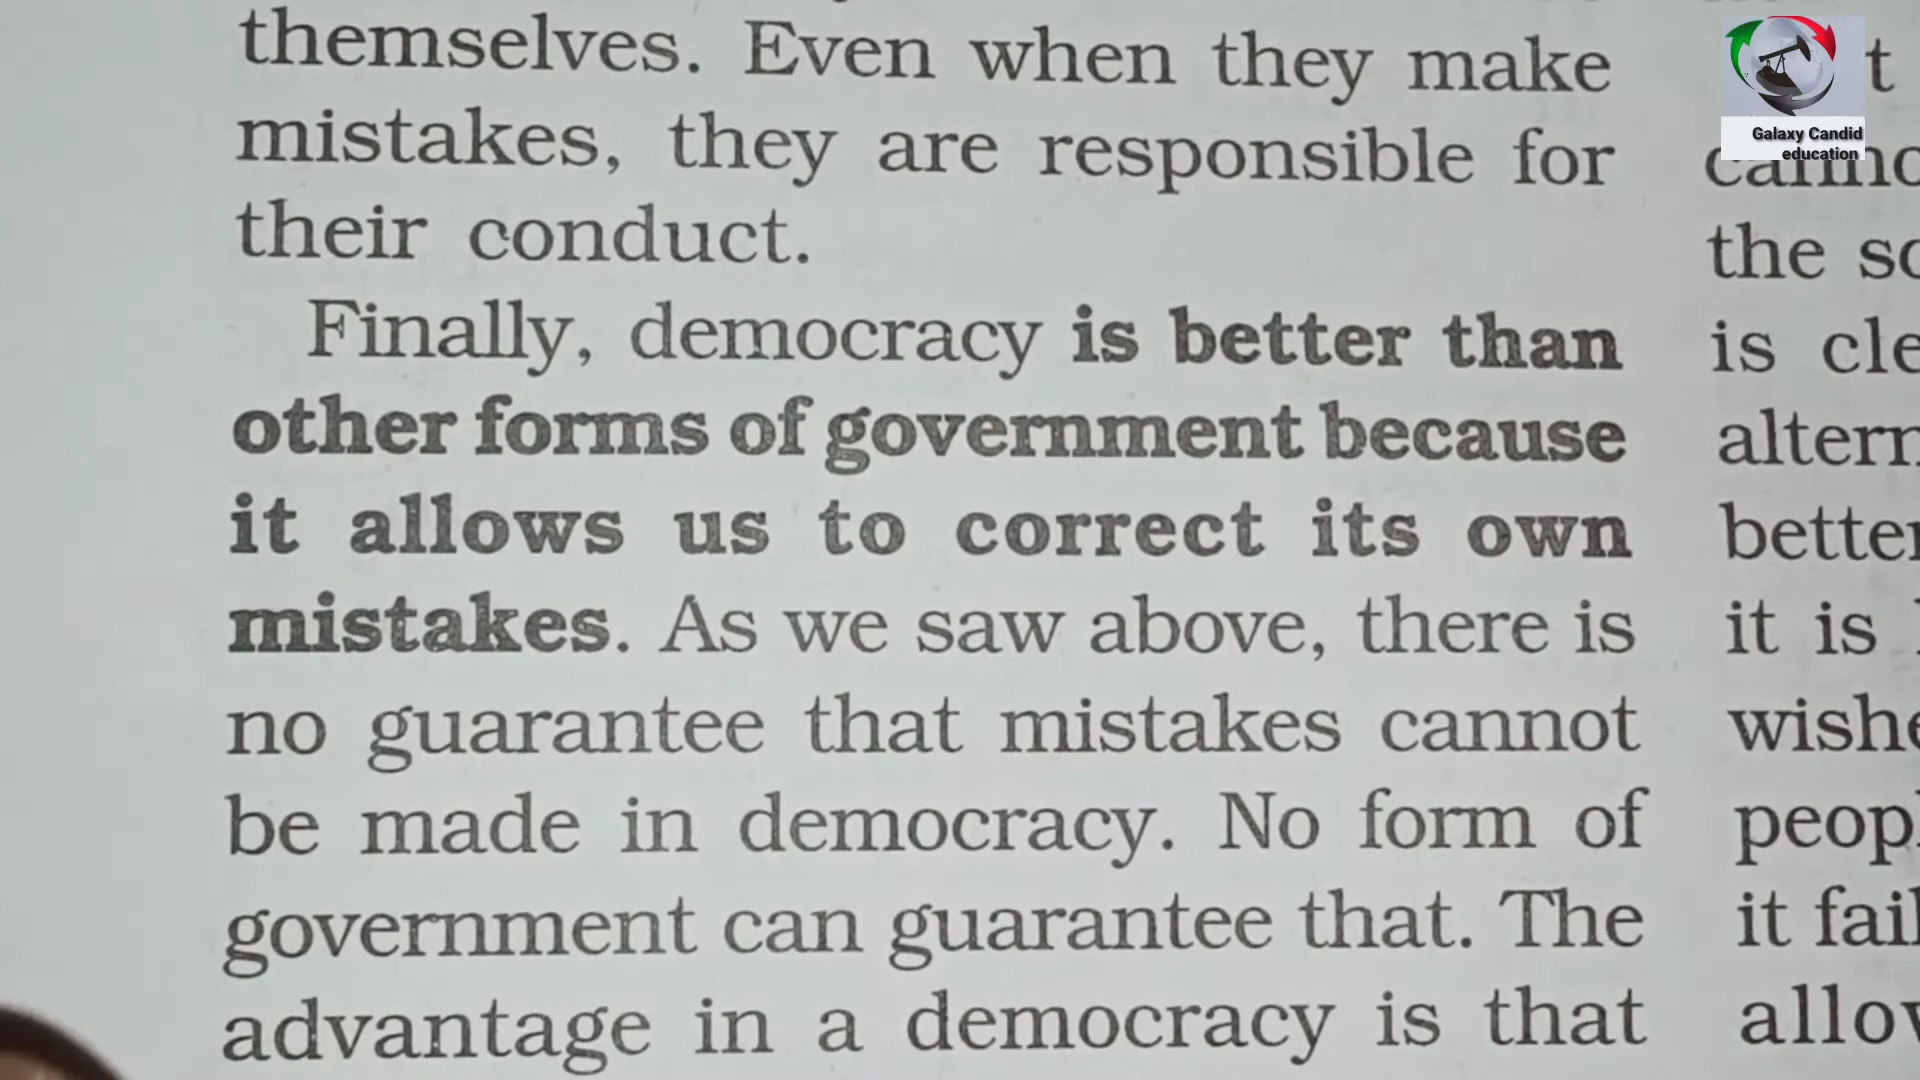 themselves. Even when they make
mistakes, they are responsible for
their conduct.
Finally, democracy is better than
other forms of government because
it allows us to correct its own
mistakes. As we saw above, there is
no guarantee that mistakes cannot
be made in democracy. No form of
government can guarantee that. The
advantage in a democracy is that
the
is
better
it is
it
Galaxy Candid
education